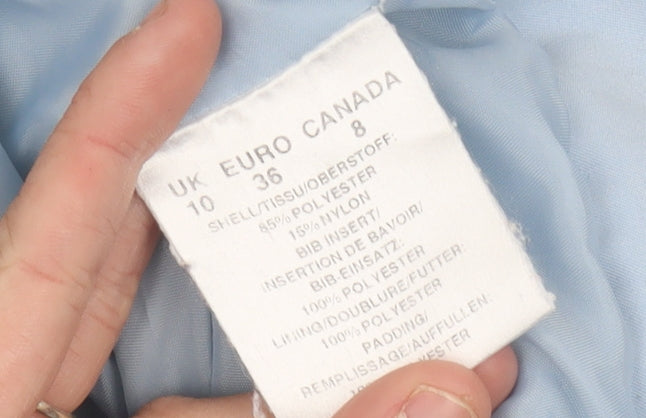 UK EURO CANADA
10 36 8
SHELL/TISSU/OBERSTOFF:
85% POLYESTER
15% NYLON
BIB INSERT/
INSERTION DE BAVOIR/
BIB-EINSATZ:
100% POLYESTER
LINING/DOUBLURE/FUTTER:
100% POLYESTER
PADDING/
REMPLISSAGE/AUFFULLEN: